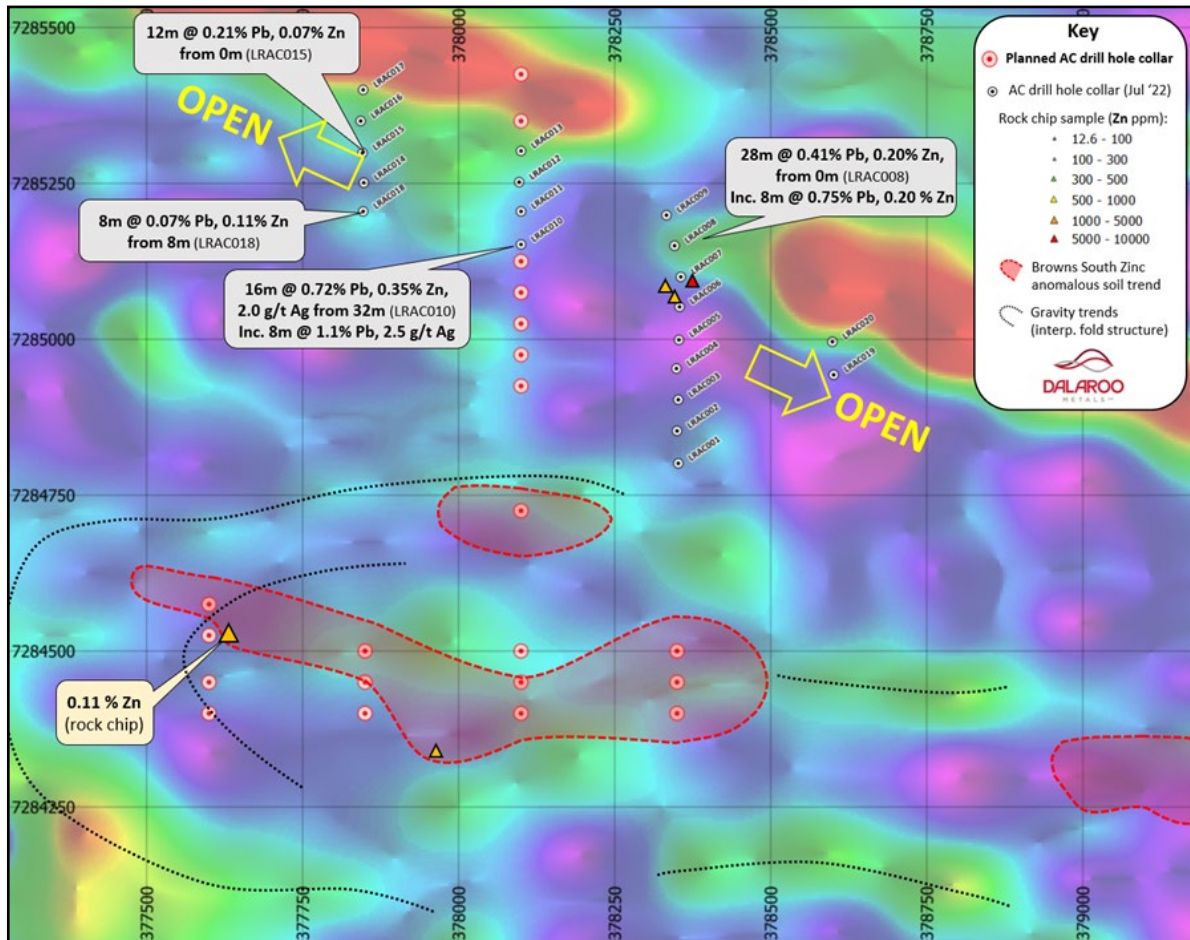 7285500
7285250
7285000
7284750
7284500
7284250
377500
377750
378000
378250
378500
378750
379000
12m @ 0.21% Pb, 0.07% Zn
from 0m (LRAC015)
OPEN
8m @ 0.07% Pb, 0.11% Zn
from 8m (LRAC018)
16m @ 0.72% Pb, 0.35% Zn,
2.0 g/t Ag from 32m (LRAC010)
Inc. 8m @ 1.1% Pb, 2.5 g/t Ag
28m @ 0.41% Pb, 0.20% Zn,
from 0m (LRAC008)
Inc. 8m @ 0.75% Pb, 0.20 % Zn
OPEN
0.11 % Zn
(rock chip)
LRAC017
LRAC016
LRAC015
LRAC014
LRAC018
LRAC013
LRAC012
LRAC011
LRAC010
LRAC009
LRAC008
LRAC007
LRAC006
LRAC005
LRAC004
LRAC003
LRAC002
LRAC001
LRAC020
LRAC019
Key
Planned AC drill hole collar
AC drill hole collar (Jul '22)
Rock chip sample (Zn ppm):
12.6 - 100
100 - 300
300 - 500
500 - 1000
1000 - 5000
5000 - 10000
Browns South Zinc
anomalous soil trend
Gravity trends
(interp. fold structure)
DALAROO
METALS